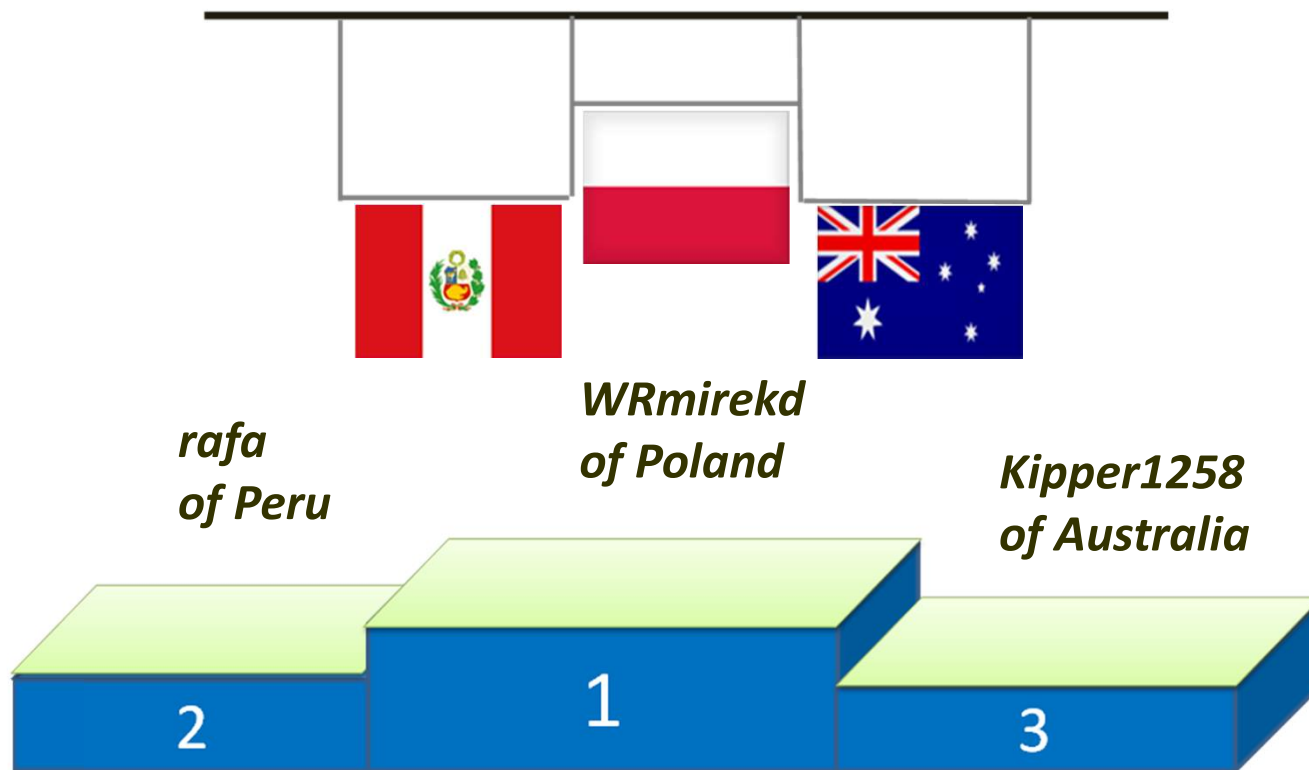 WRmirekd
of Poland
rafa
of Peru
Kipper1258
of Australia
2
1
3